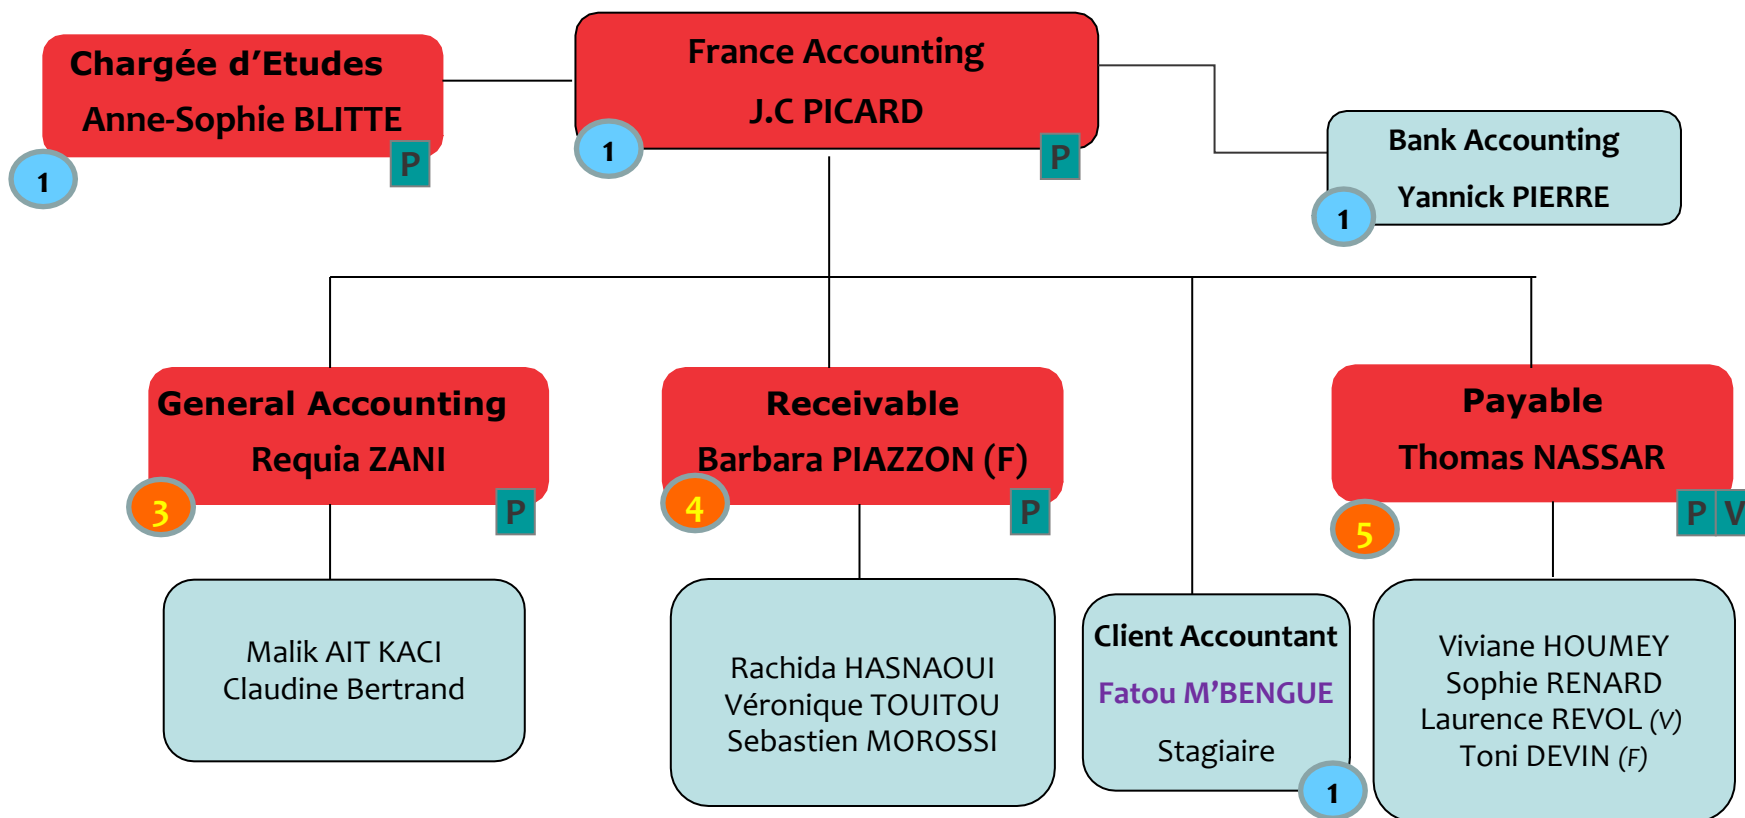 Chargée d'Etudes
Anne-Sophie BLITTE
1
P
France Accounting
J.C PICARD
1
P
Bank Accounting
Yannick PIERRE
1
General Accounting
Requia ZANI
3
P
Receivable
Barbara PIAZZON (F)
4
P
Payable
Thomas NASSAR
5
P V
Malik AIT KACI
Claudine Bertrand
Rachida HASNAOUI
Véronique TOUITOU
Sebastien MOROSSI
Client Accountant
Fatou M'BENGUE
Stagiaire
1
Viviane HOUMEY
Sophie RENARD
Laurence REVOL (V)
Toni DEVIN (F)